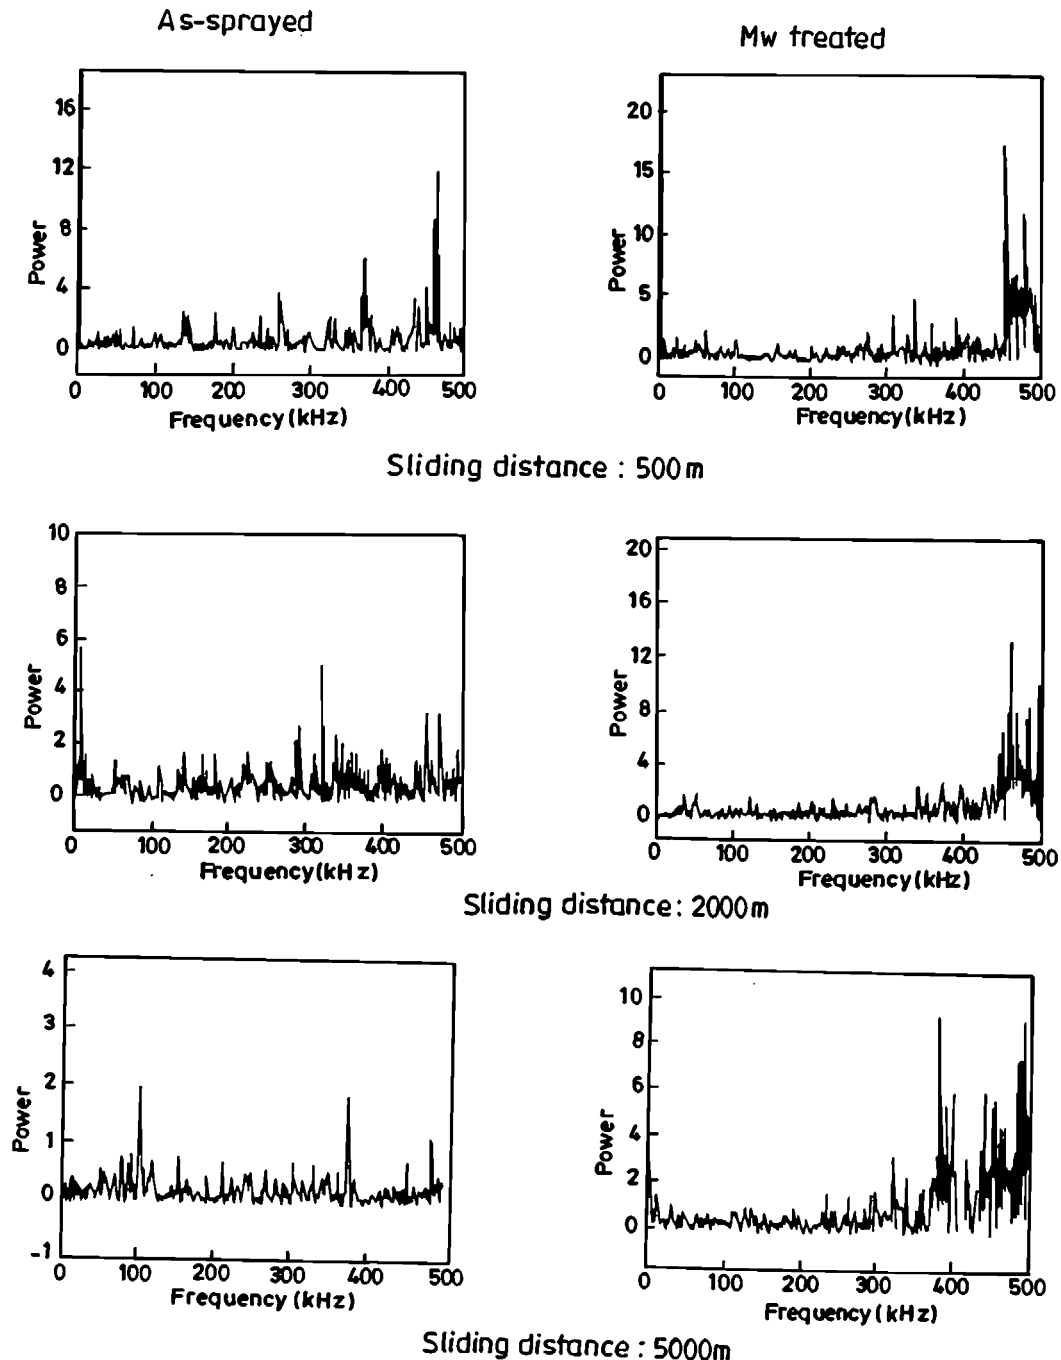 As-sprayed
Mw treated
16
12
8
4
0
Power
0 100 200 300 400 500
Frequency(kHz)
20
15
10
5
0
Power
0 100 200 300 400 500
Frequency(kHz)
Sliding distance : 500m
10
8
6
4
2
0
Power
0 100 200 300 400 500
Frequency(kHz)
20
16
12
8
4
0
Power
0 100 200 300 400 500
Frequency(kHz)
Sliding distance: 2000m
4
3
2
1
0
-1
Power
0 100 200 300 400 500
Frequency(kHz)
10
8
6
4
2
0
Power
0 100 200 300 400 500
Frequency(kHz)
Sliding distance : 5000m